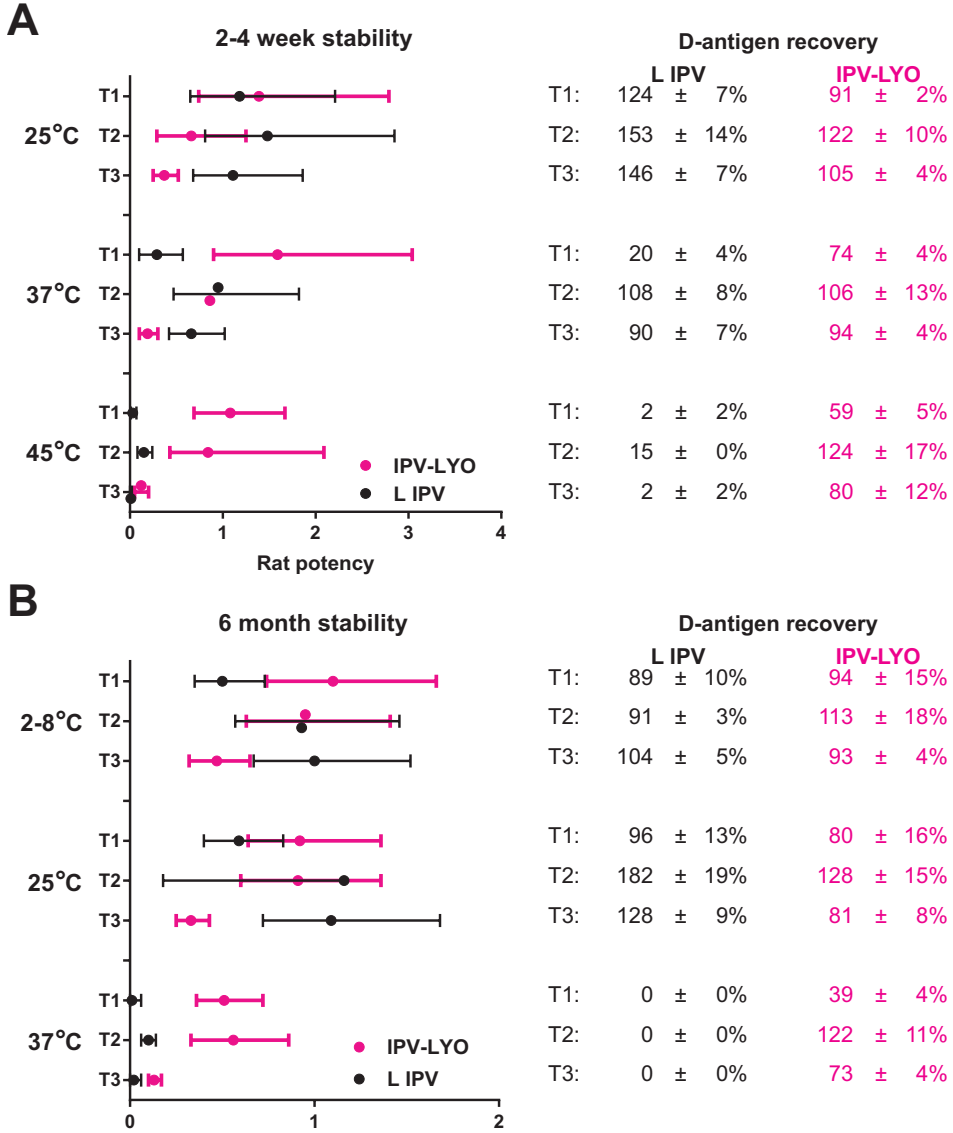 A
2-4 week stability
D-antigen recovery
L IPV IPV-LYO
T1 T1: 124 ± 7% 91 ± 2%
25°C T2 T2: 153 ± 14% 122 ± 10%
T3 T3: 146 ± 7% 105 ± 4%
T1 T1: 20 ± 4% 74 ± 4%
37°C T2 T2: 108 ± 8% 106 ± 13%
T3 T3: 90 ± 7% 94 ± 4%
T1 T1: 2 ± 2% 59 ± 5%
45°C T2 T2: 15 ± 0% 124 ± 17%
IPV-LYO
T3 L IPV T3: 2 ± 2% 80 ± 12%
0 1 2 3 4
Rat potency
B
6 month stability
D-antigen recovery
L IPV IPV-LYO
T1 T1: 89 ± 10% 94 ± 15%
2-8°C T2 T2: 91 ± 3% 113 ± 18%
T3 T3: 104 ± 5% 93 ± 4%
T1 T1: 96 ± 13% 80 ± 16%
25°C T2 T2: 182 ± 19% 128 ± 15%
T3 T3: 128 ± 9% 81 ± 8%
T1 T1: 0 ± 0% 39 ± 4%
37°C T2 T2: 0 ± 0% 122 ± 11%
IPV-LYO
T3 L IPV T3: 0 ± 0% 73 ± 4%
0 1 2